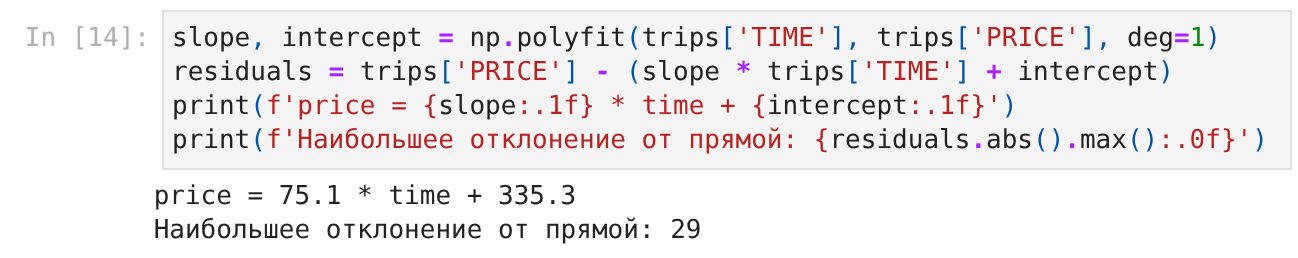 In [14]: slope, intercept = np.polyfit(trips['TIME'], trips['PRICE'], deg=1)
residuals = trips['PRICE'] - (slope * trips['TIME'] + intercept)
print(f'price = {slope:.1f} * time + {intercept:.1f}')
print(f'Наибольшее отклонение от прямой: {residuals.abs().max():.0f}')
price = 75.1 * time + 335.3
Наибольшее отклонение от прямой: 29